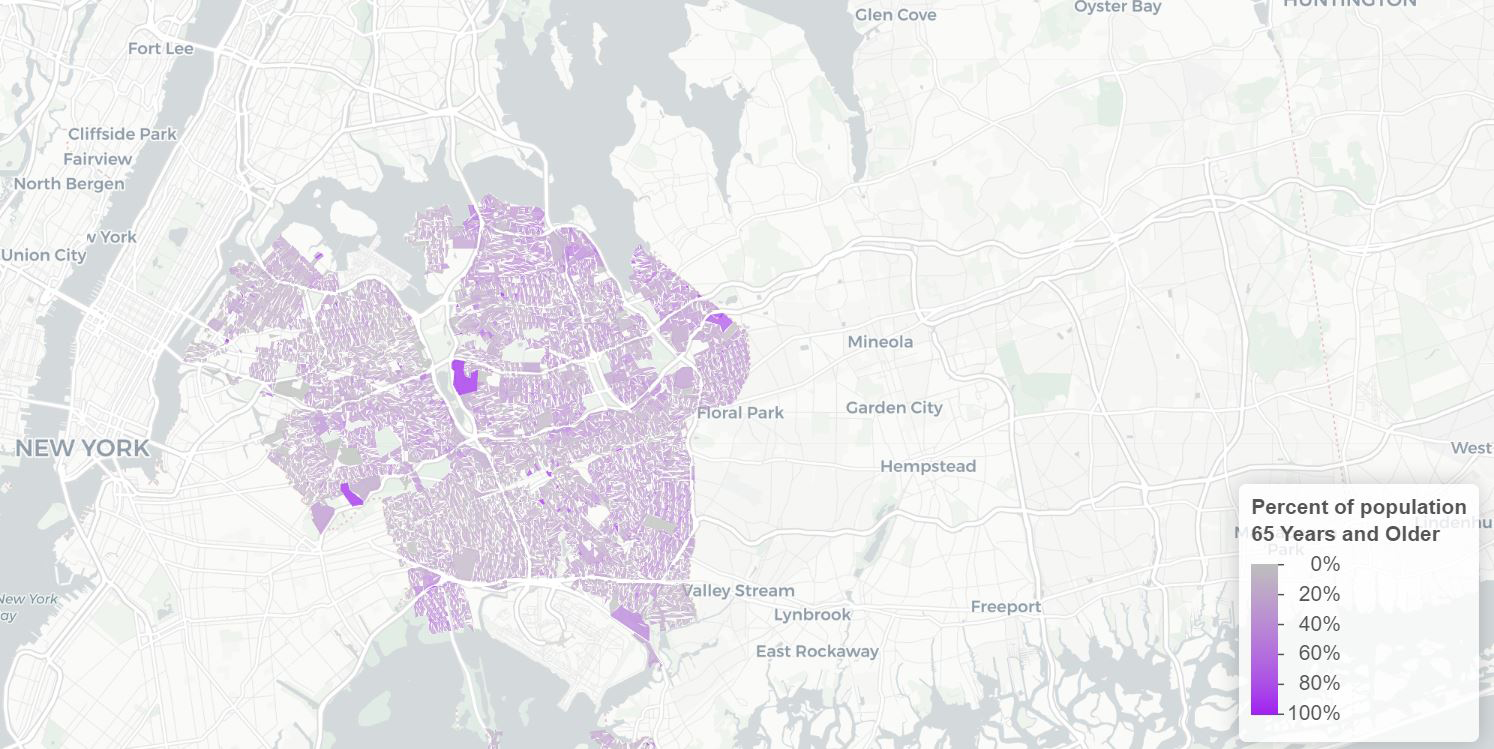 Glen Cove
Oyster Bay
HUNTINGTON
Fort Lee
Cliffside Park
Fairview
North Bergen
York
Union City
Mineola
Floral Park
Garden City
NEW YORK
West
Hempstead
Valley Stream
Lynbrook
Freeport
New York
East Rockaway
Park
Percent of population
65 Years and Older
0%
20%
40%
60%
80%
100%